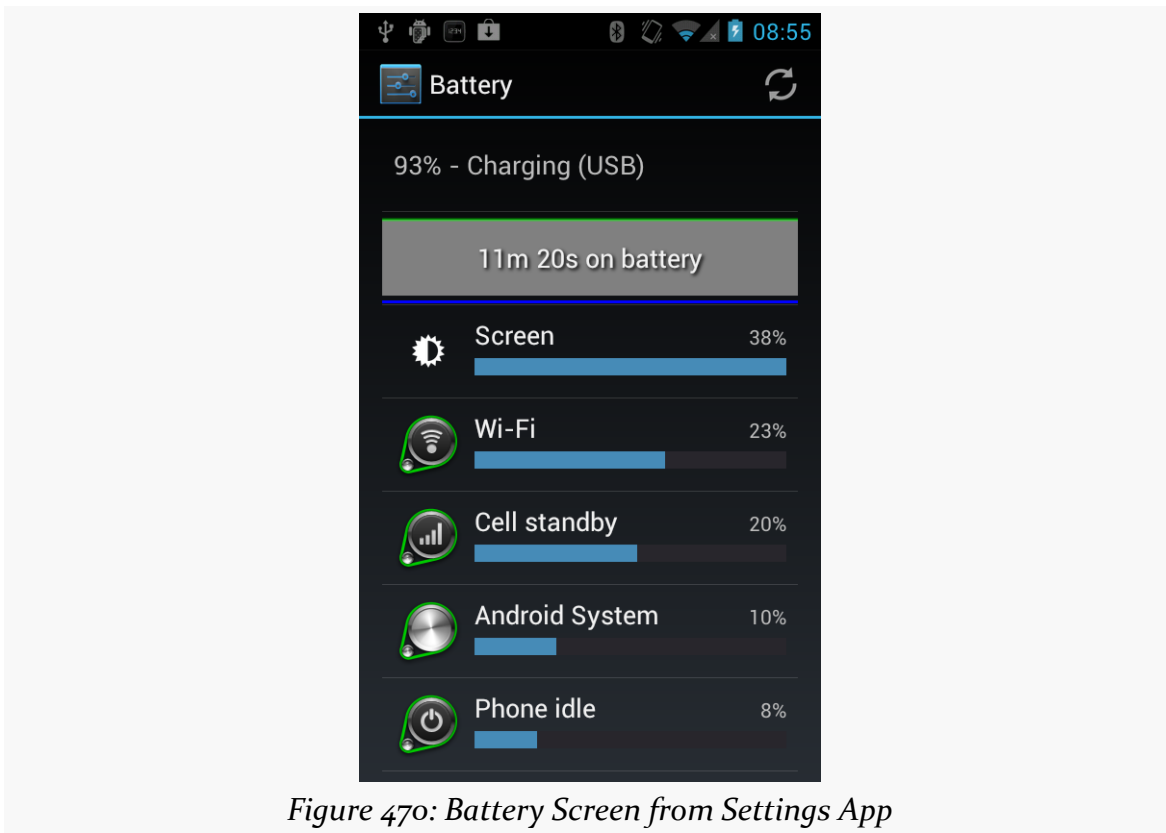 08:55
Battery
93% - Charging (USB)
11m 20s on battery
Screen 38%
Wi-Fi 23%
Cell standby 20%
Android System 10%
Phone idle 8%
Figure 470: Battery Screen from Settings App